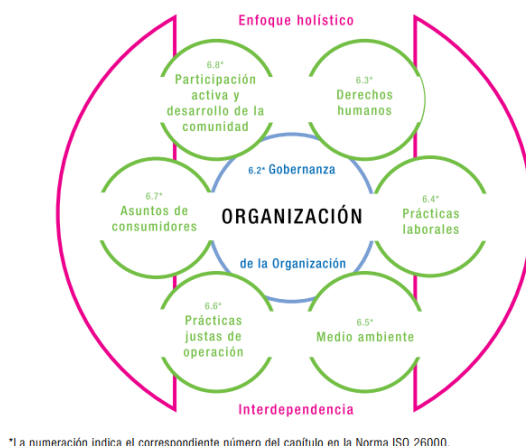 Enfoque holístico
6.8*
Participación
activa y
desarrollo de la
comunidad
6.3*
Derechos
humanos
6.2* Gobernanza
6.7*
Asuntos de
consumidores
ORGANIZACIÓN
6.4*
Prácticas
laborales
de la Organización
6.6*
Prácticas
justas de
operación
6.5*
Medio ambiente
Interdependencia
*La numeración indica el correspondiente número del capítulo en la Norma ISO 26000.